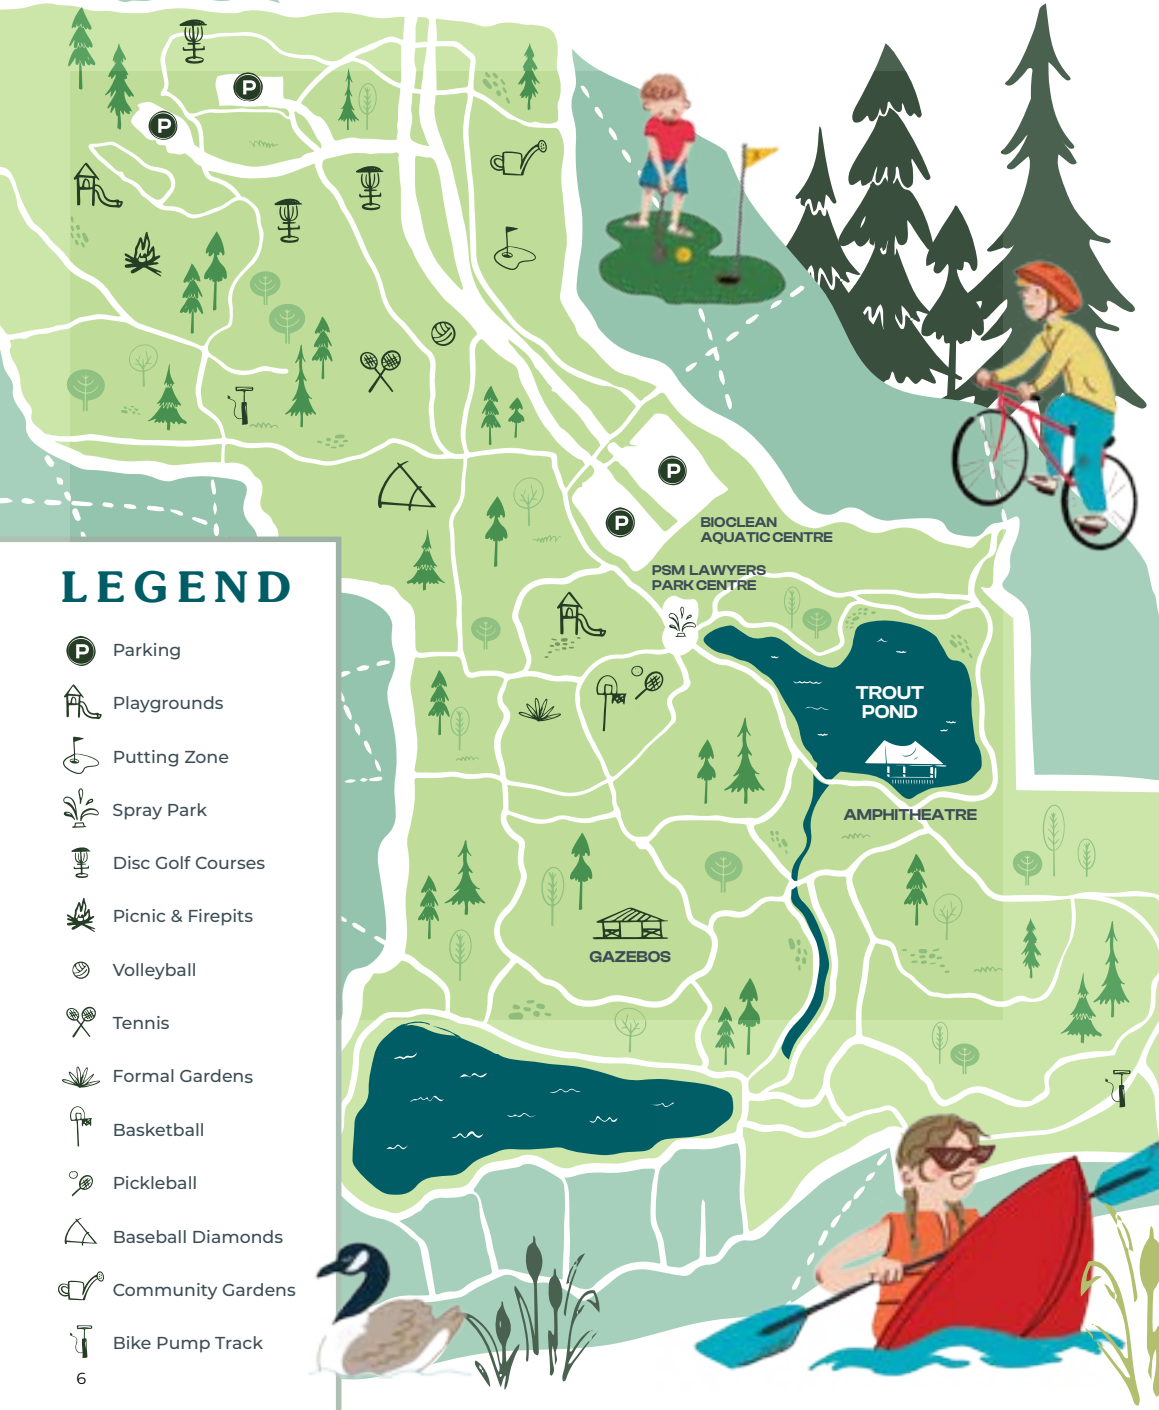 P
P
P
P
BIOCLEAN
AQUATIC CENTRE
PSM LAWYERS
PARK CENTRE
TROUT
POND
AMPHITHEATRE
GAZEBOS
LEGEND
P Parking
Playgrounds
Putting Zone
Spray Park
Disc Golf Courses
Picnic & Firepits
Volleyball
Tennis
Formal Gardens
Basketball
Pickleball
Baseball Diamonds
Community Gardens
Bike Pump Track
6